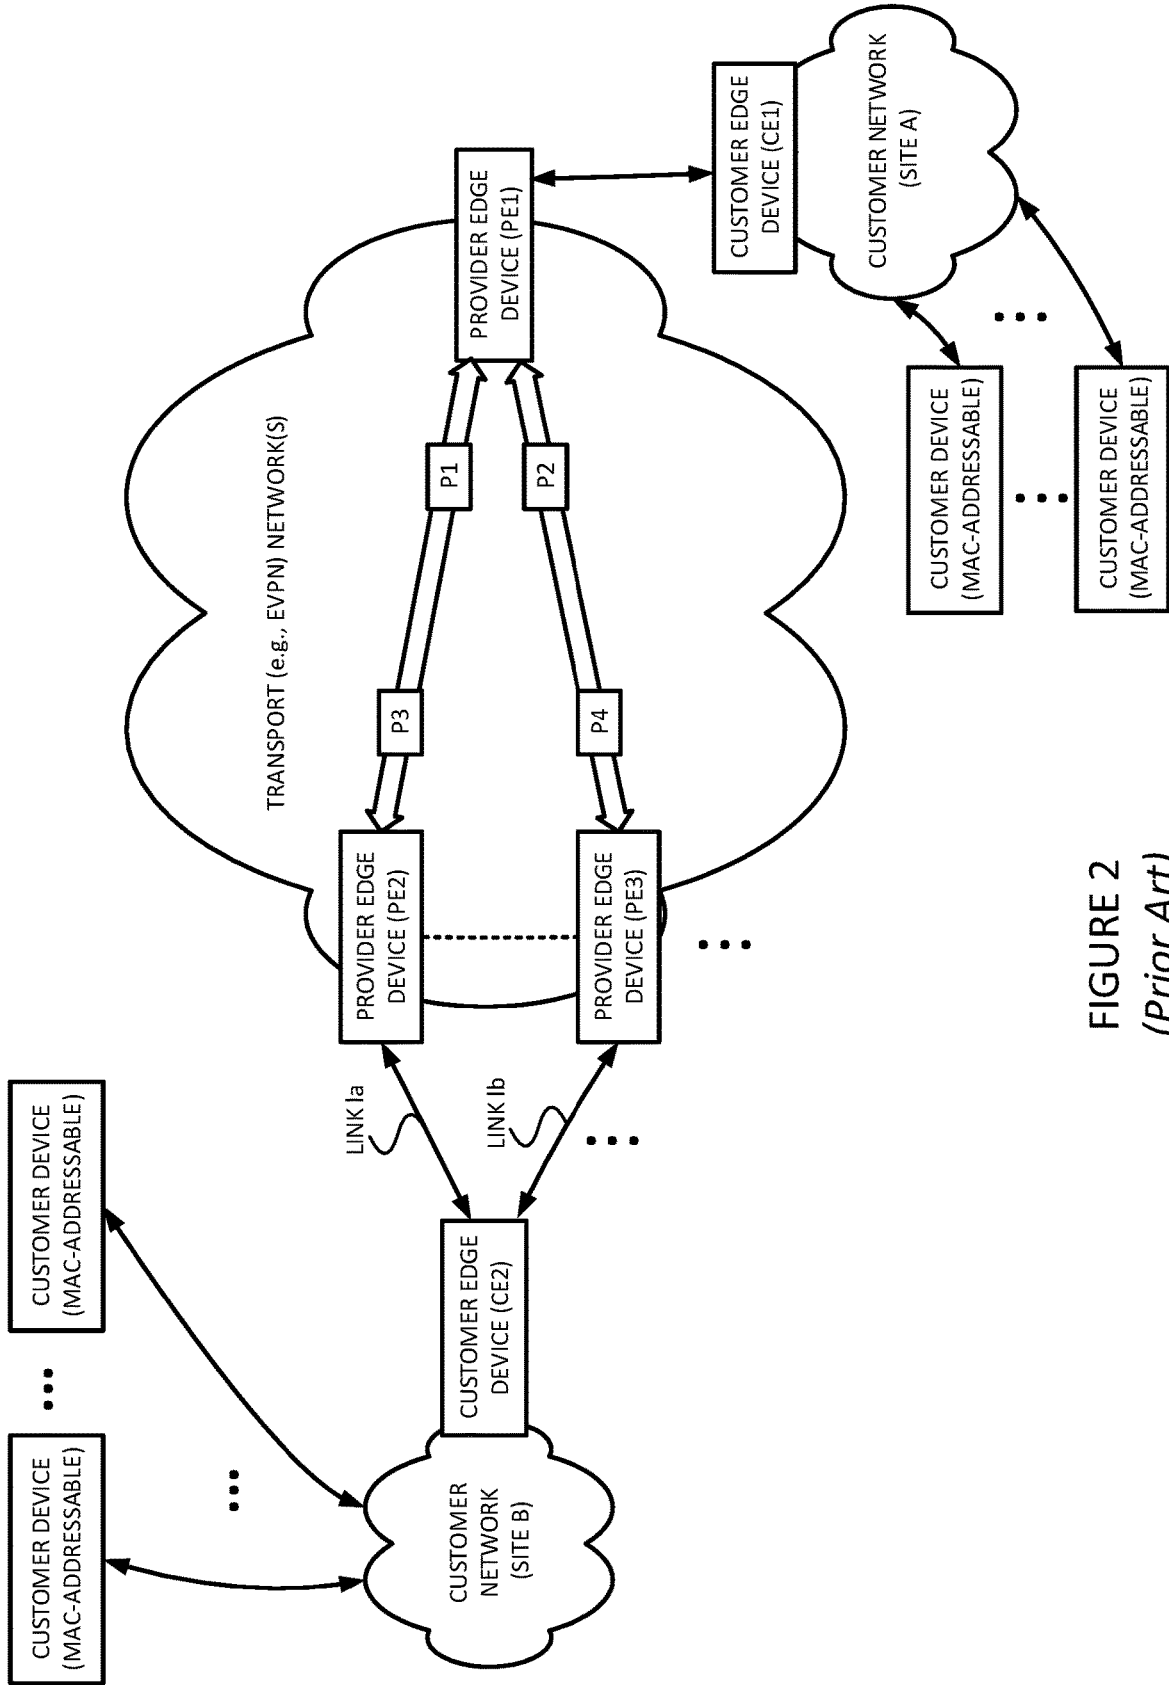 CUSTOMER DEVICE
(MAC-ADDRESSABLE)
CUSTOMER DEVICE
(MAC-ADDRESSABLE)
CUSTOMER
NETWORK
(SITE B)
CUSTOMER EDGE
DEVICE (CE2)
LINK Ia
LINK Ib
PROVIDER EDGE
DEVICE (PE2)
PROVIDER EDGE
DEVICE (PE3)
TRANSPORT (e.g., EVPN) NETWORK(S)
P3
P1
P4
P2
PROVIDER EDGE
DEVICE (PE1)
CUSTOMER EDGE
DEVICE (CE1)
CUSTOMER NETWORK
(SITE A)
CUSTOMER DEVICE
(MAC-ADDRESSABLE)
CUSTOMER DEVICE
(MAC-ADDRESSABLE)
FIGURE 2
(Prior Art)